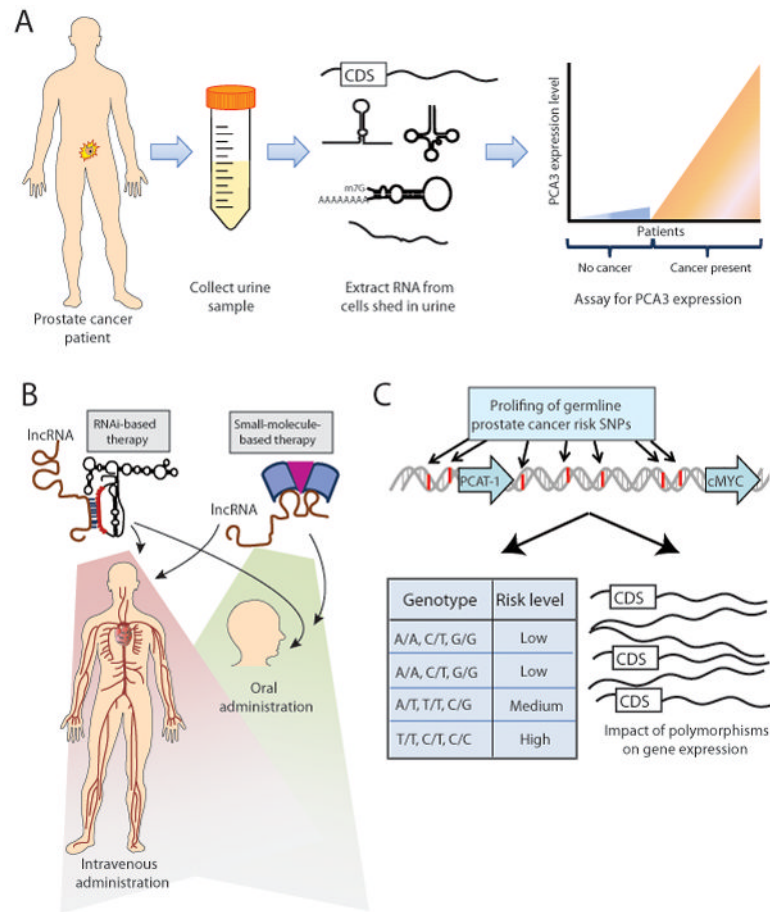 A
CDS
m7G
AAAAAAAA
PCA3 expression level
Patients
No cancer
Cancer present
Collect urine
sample
Extract RNA from
cells shed in urine
Assay for PCA3 expression
Prostate cancer
patient
B
lncRNA
RNAi-based
therapy
Small-molecule-
based therapy
lncRNA
Oral
administration
Intravenous
administration
C
Prolifing of germline
prostate cancer risk SNPs
PCAT-1
cMYC
Genotype
Risk level
A/A, C/T, G/G
Low
A/A, C/T, G/G
Low
A/T, T/T, C/G
Medium
T/T, C/T, C/C
High
CDS
CDS
CDS
Impact of polymorphisms
on gene expression